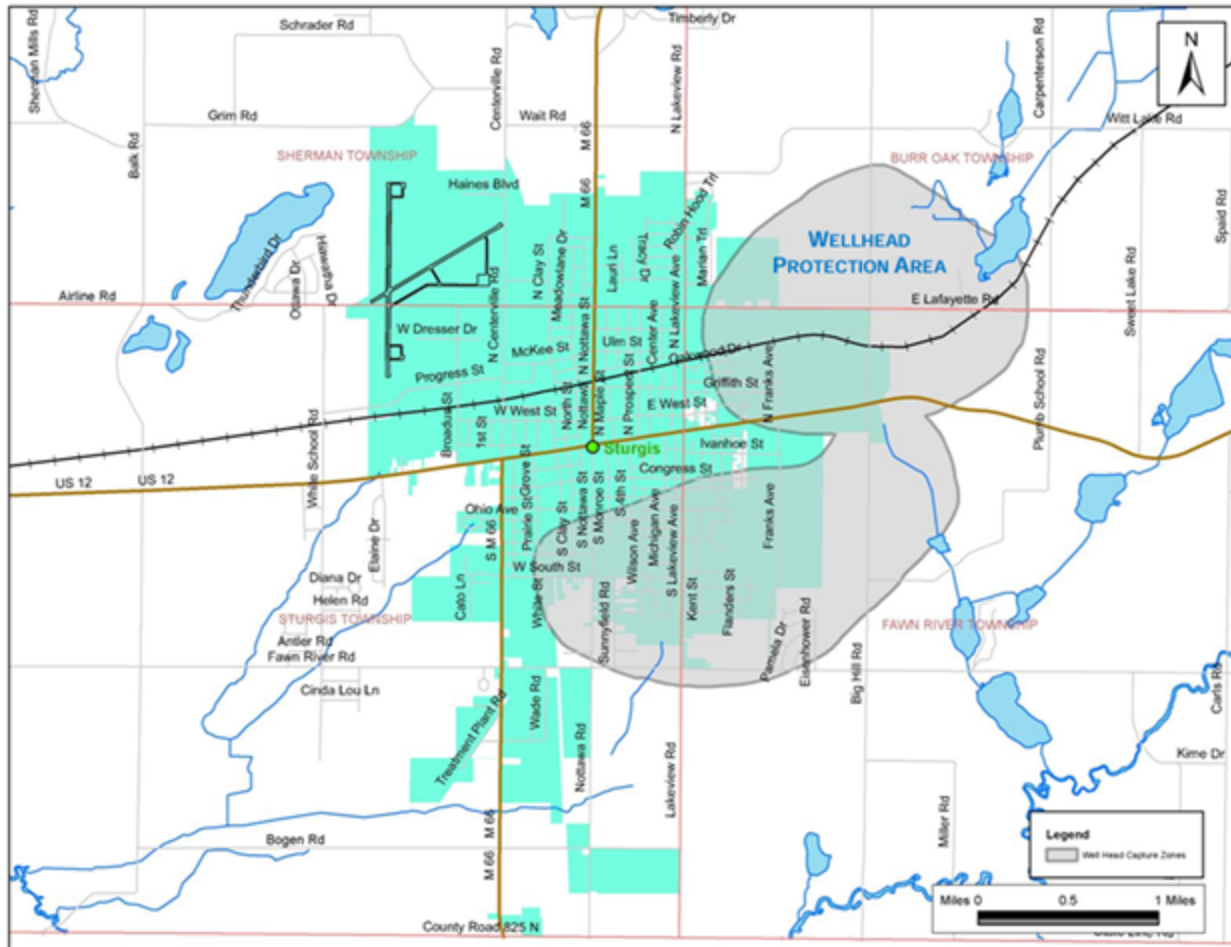 Timberly Dr
Schrader Rd
Sherman Mills Rd
Centerville Rd
N Lakeview Rd
Carpenterson Rd
N
Grim Rd
Wait Rd
M 66
Witt Lake Rd
Balk Rd
SHERMAN TOWNSHIP
BURR OAK TOWNSHIP
Haines Blvd
M 66
Robin Hood Trl
Spaid Rd
WELLHEAD
PROTECTION AREA
Thunderbird Dr
Ottawa Dr
Hiawatha Dr
N Clay St
Meadowlane Dr
Lauri Ln
Tracy Dr
Marian Trl
Airline Rd
E Lafayette Rd
Sweet Lake Rd
N Centerville Rd
N Nottawa St
Center Ave
N Lakeview Ave
W Dresser Dr
McKee St
Ulm St
Oakwood Dr
Progress St
Griffith St
N Franks Ave
Plumb School Rd
Broadus St
1st St
W West St
North St
N Nottawa
N Maple St
N Prospect St
E West St
White School Rd
Sturgis
Ivanhoe St
Congress St
US 12
US 12
Grove St
Prairie St
Ohio Ave
S M 66
S Clay St
S Nottawa St
S Monroe St
S 4th St
Wilson Ave
Michigan Ave
S Lakeview Ave
Franks Ave
Elaine Dr
W South St
Diana Dr
Helen Rd
Cato Ln
White St
Sunnyfield Rd
Kent St
Flanders St
Pamela Dr
Eisenhower Rd
STURGIS TOWNSHIP
FAWN RIVER TOWNSHIP
Antler Rd
Fawn River Rd
Big Hill Rd
Cinda Lou Ln
Carls Rd
Treatment Plant Rd
Wade Rd
Nottawa Rd
Lakeview Rd
Kime Dr
Miller Rd
M 66
Bogen Rd
M 66
Legend
Well Head Capture Zones
Miles 0 0.5 1 Miles
County Road 825 N